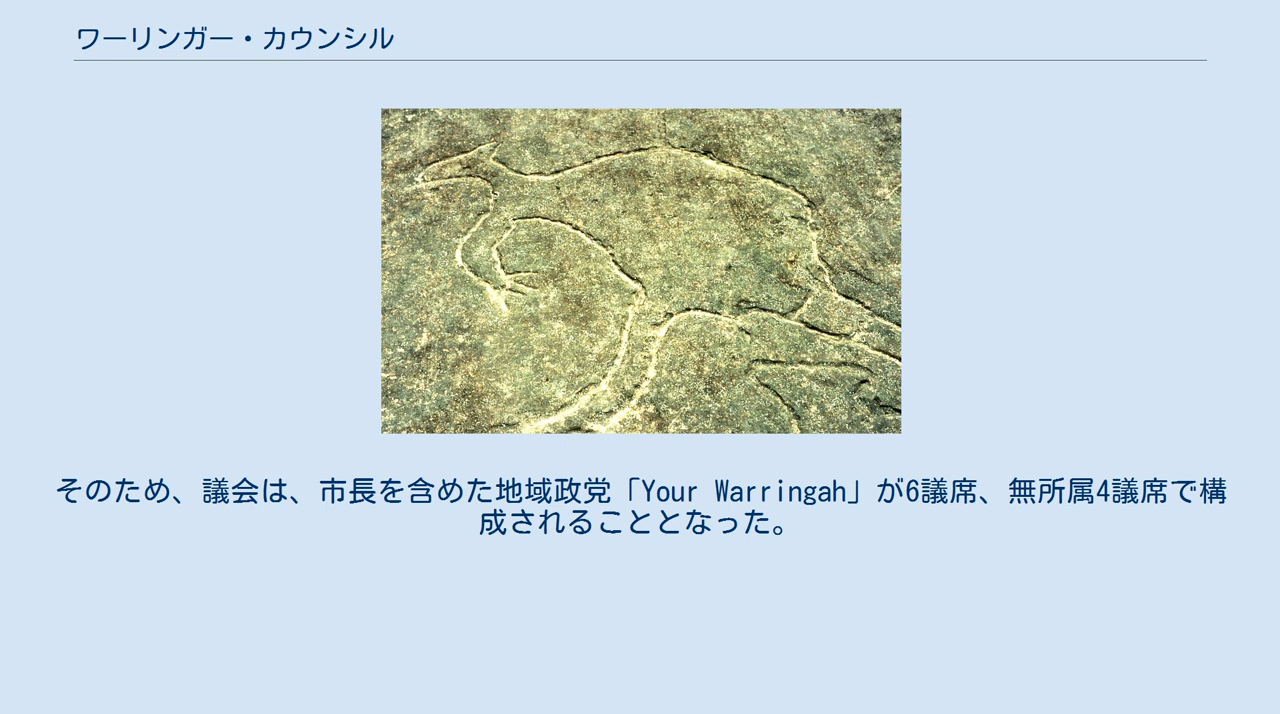 ワーリンガー・カウンシル
そのため、議会は、市長を含めた地域政党「Your Warringah」が6議席、無所属4議席で構
成されることとなった。